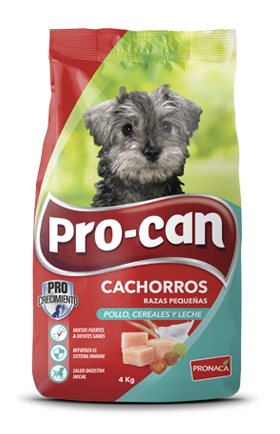 Pro-can
CACHORROS
RAZAS PEQUEÑAS
POLLO, CEREALES Y LECHE
PRO
CRECIMIENTO
HUESOS FUERTES
& DIENTES SANOS
REFUERZA EL
SISTEMA INMUNE
SALUD DIGESTIVA
INICIAL
4 Kg
PRONACA